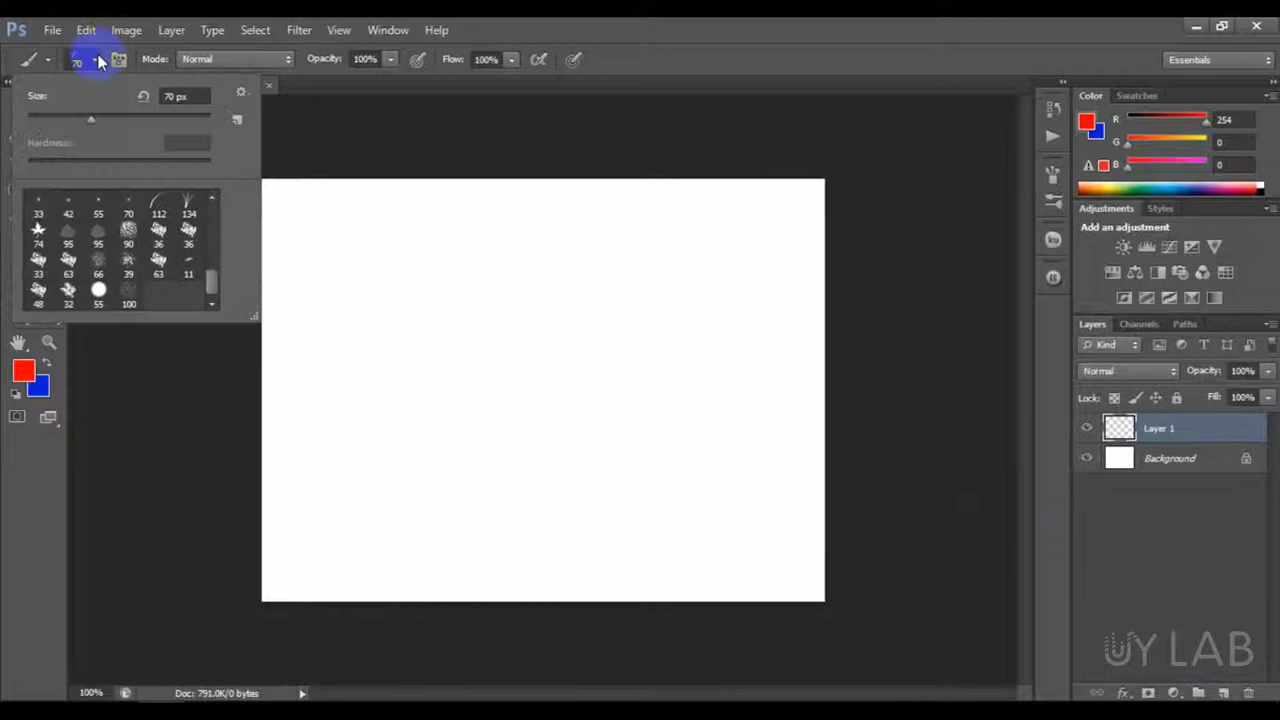 Ps File Edit Image Layer Type Select Filter View Window Help
70 Mode: Normal Opacity: 100% Flow: 100% Essentials
Size: 70 px
Hardness:
33 42 55 70 112 134
74 95 95 90 36 36
33 63 66 39 63 11
48 32 55 100
Color Swatches
R 254
G 0
B 0
Adjustments Styles
Add an adjustment
Layers Channels Paths
Kind
Normal Opacity: 100%
Lock: Fill: 100%
Layer 1
Background
UY LAB
100% Doc: 791.0K/0 bytes